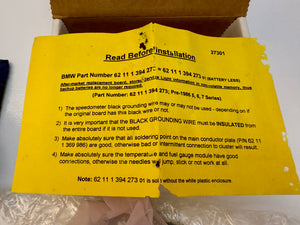 Read Before Installation
27301
BMW Part Number 62 11 1 394 273 = 62 11 1 394 273 01 (BATTERY LESS)
After-market replacement board, stores Service Light information in non-volatile memory, thus
backup batteries are no longer required.
(Part Number: 62 11 1 394 273; Pre-1986 5, 6, 7 Series)
1) The speedometer black grounding wire may or may not be used - depending on if
the original board has this black wire or not.
2) It is very important that the BLACK GROUNDING WIRE must be INSULATED from
the entire board if it is not used.
3) Make absolutely sure that all soldering point on the main conductor plate (P/N 62 11
1 369 986) are good, otherwise bad or intermittent connection to cluster will result.
4) Make absolutely sure the temperature and fuel gauge module have good
connections, otherwise the needles will jump, stick or not work at all.
Note: 62 11 1 394 273 01 is sold without the white plastic enclosure.